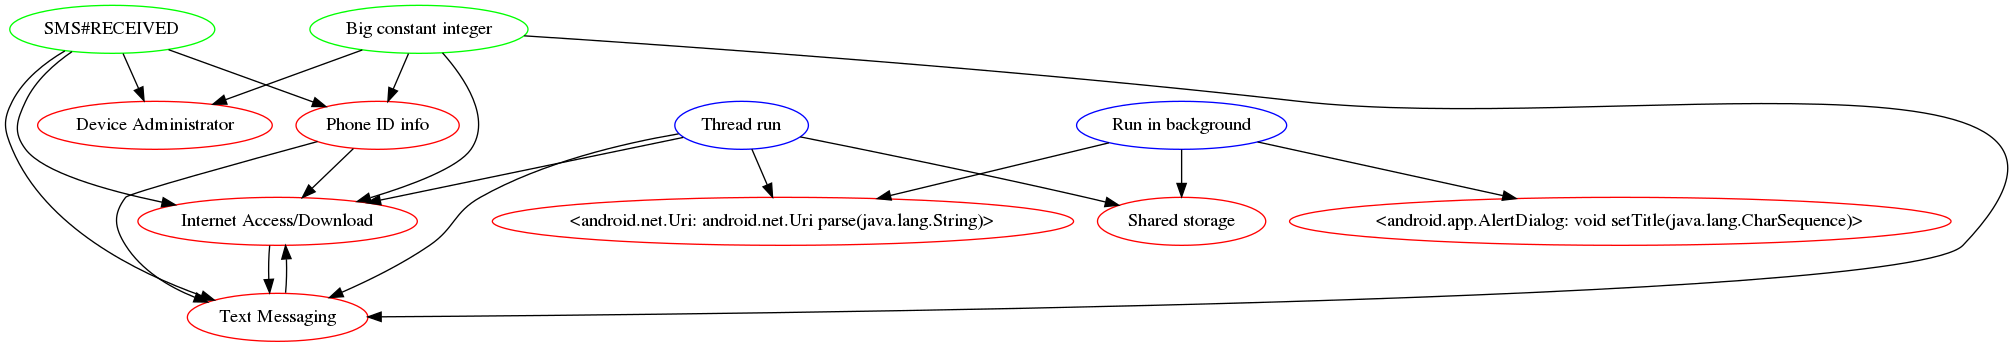 SMS#RECEIVED
Big constant integer
Device Administrator
Phone ID info
Thread run
Run in background
Internet Access/Download
<android.net.Uri: android.net.Uri parse(java.lang.String)>
Shared storage
<android.app.AlertDialog: void setTitle(java.lang.CharSequence)>
Text Messaging